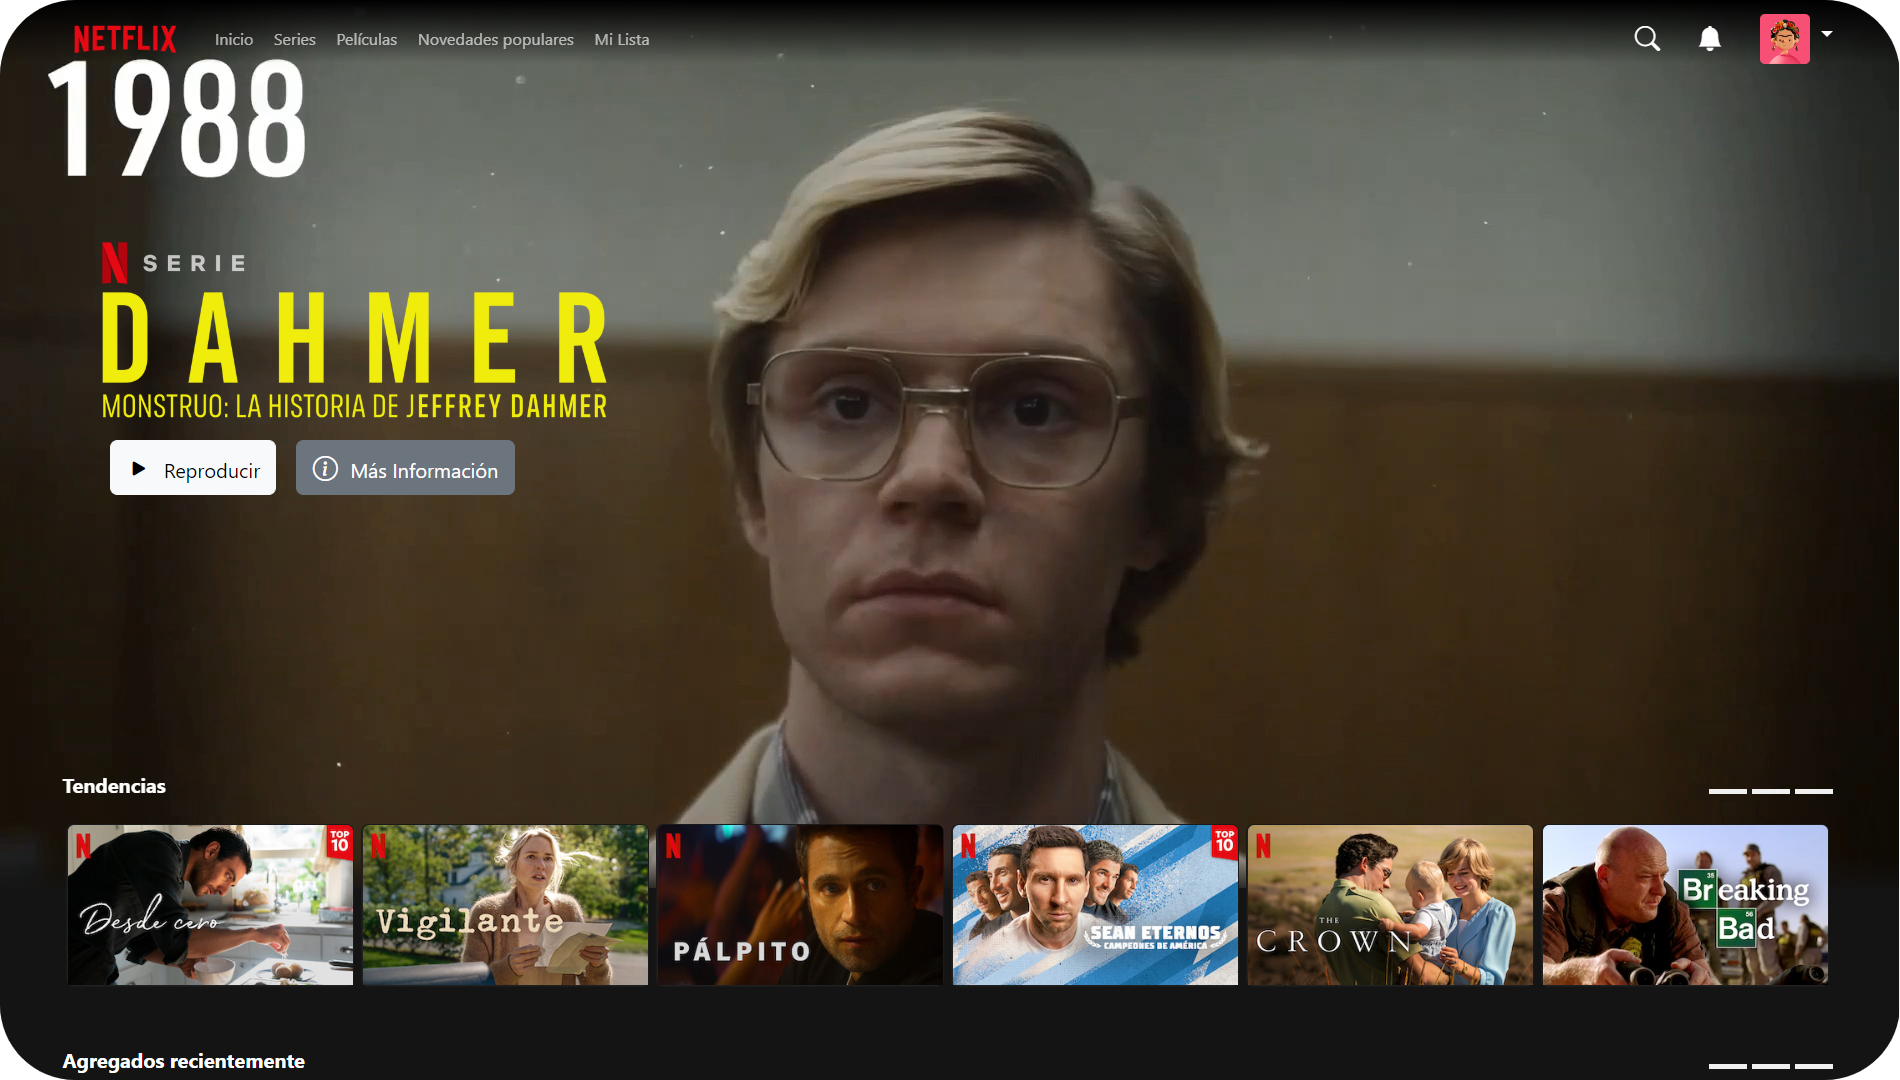 NETFLIX Inicio Series Películas Novedades populares Mi Lista
1988
N SERIE
DAHMER
MONSTRUO: LA HISTORIA DE JEFFREY DAHMER
Reproducir Más Información
Tendencias
N TOP 10
Desde cero
N
Vigilante
N
PÁLPITO
N TOP 10
SEAN ETERNOS
CAMPEONES DE AMÉRICA
N
THE
CROWN
35
Breaking
56
Bad
Agregados recientemente